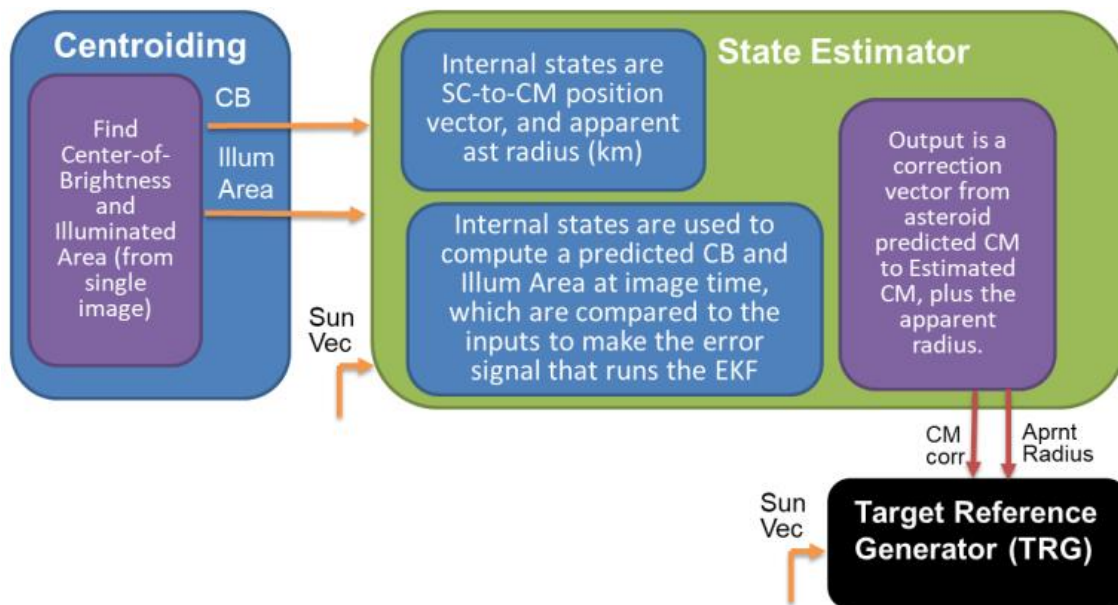 Centroiding
Find
Center-of-
Brightness
and
Illuminated
Area (from
single
image)
CB
Illum
Area
State Estimator
Internal states are
SC-to-CM position
vector, and apparent
ast radius (km)
Internal states are used to
compute a predicted CB and
Illum Area at image time,
which are compared to the
inputs to make the error
signal that runs the EKF
Output is a
correction
vector from
asteroid
predicted CM
to Estimated
CM, plus the
apparent
radius.
Sun
Vec
CM
corr
Aprnt
Radius
Sun
Vec
Target Reference
Generator (TRG)